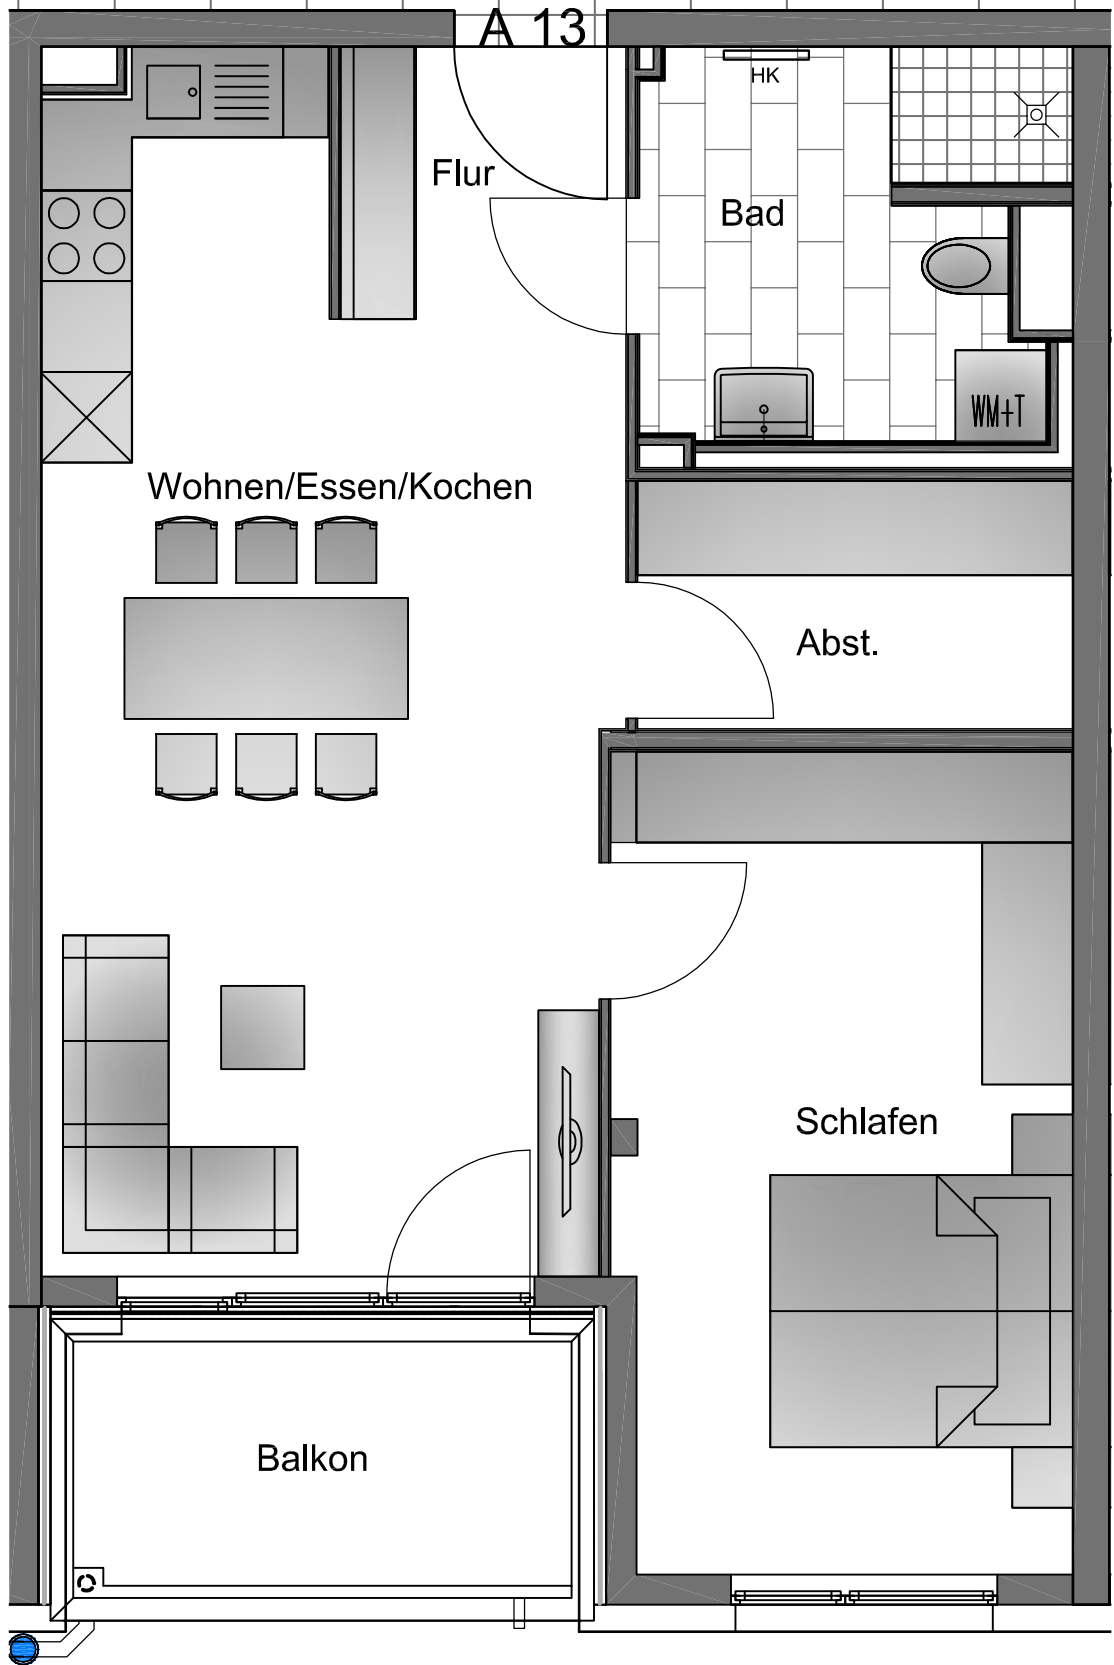 A 13
HK
Flur
Bad
WM+T
Wohnen/Essen/Kochen
Abst.
Schlafen
Balkon